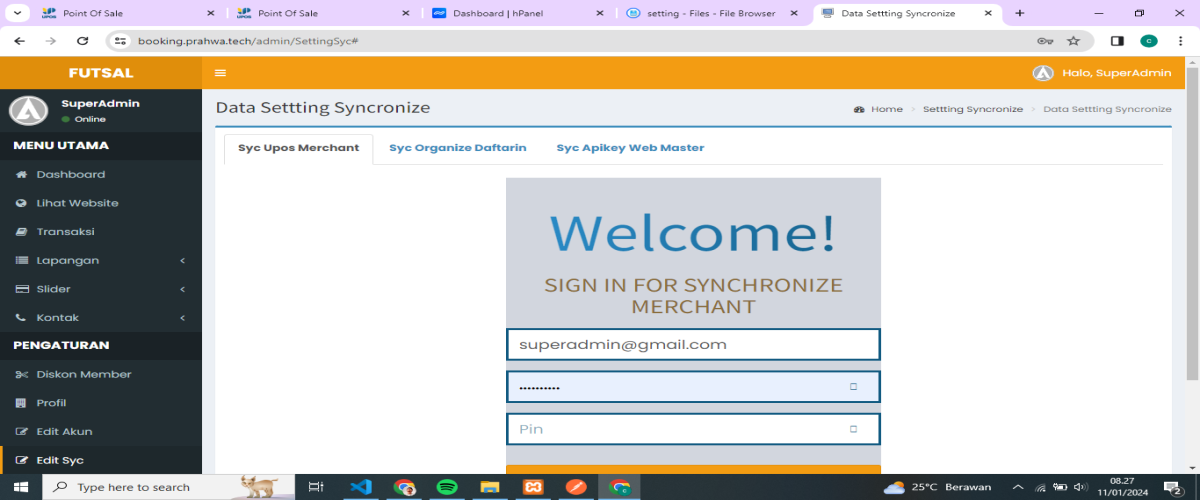 Point Of Sale
Point Of Sale
Dashboard | hPanel
setting - Files - File Browser
Data Settting Syncronize
booking.prahwa.tech/admin/SettingSyc#
FUTSAL
Halo, SuperAdmin
SuperAdmin
Online
Data Settting Syncronize
Home > Settting Syncronize > Data Settting Syncronize
MENU UTAMA
Dashboard
Lihat Website
Transaksi
Lapangan
Slider
Kontak
PENGATURAN
Diskon Member
Profil
Edit Akun
Edit Syc
Syc Upos Merchant
Syc Organize Daftarin
Syc Apikey Web Master
Welcome!
SIGN IN FOR SYNCHRONIZE
MERCHANT
superadmin@gmail.com
••••••••••
Pin
Type here to search
25°C Berawan
08.27
11/01/2024
2